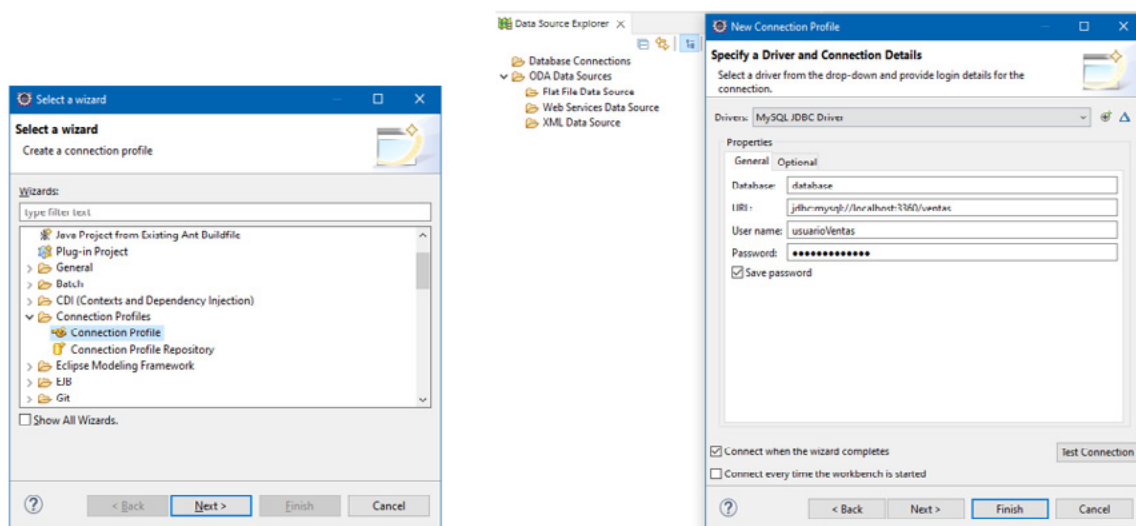 Select a wizard
Select a wizard
Create a connection profile
Wizards:
type filter text
Java Project from Existing Ant Buildfile
Plug-in Project
General
Batch
CDI (Contexts and Dependency Injection)
Connection Profiles
Connection Profile
Connection Profile Repository
Eclipse Modeling Framework
EJB
Git
Show All Wizards.
< Back
Next >
Finish
Cancel
Data Source Explorer
Database Connections
ODA Data Sources
Flat File Data Source
Web Services Data Source
XML Data Source
New Connection Profile
Specify a Driver and Connection Details
Select a driver from the drop-down and provide login details for the
connection.
Drivers: MySQL JDBC Driver
Properties
General Optional
Database: database
URL: jdbc:mysql://localhost:3360/ventas
User name: usuarioVentas
Password: •••••••••••••
Save password
Connect when the wizard completes
Test Connection
Connect every time the workbench is started
< Back
Next >
Finish
Cancel